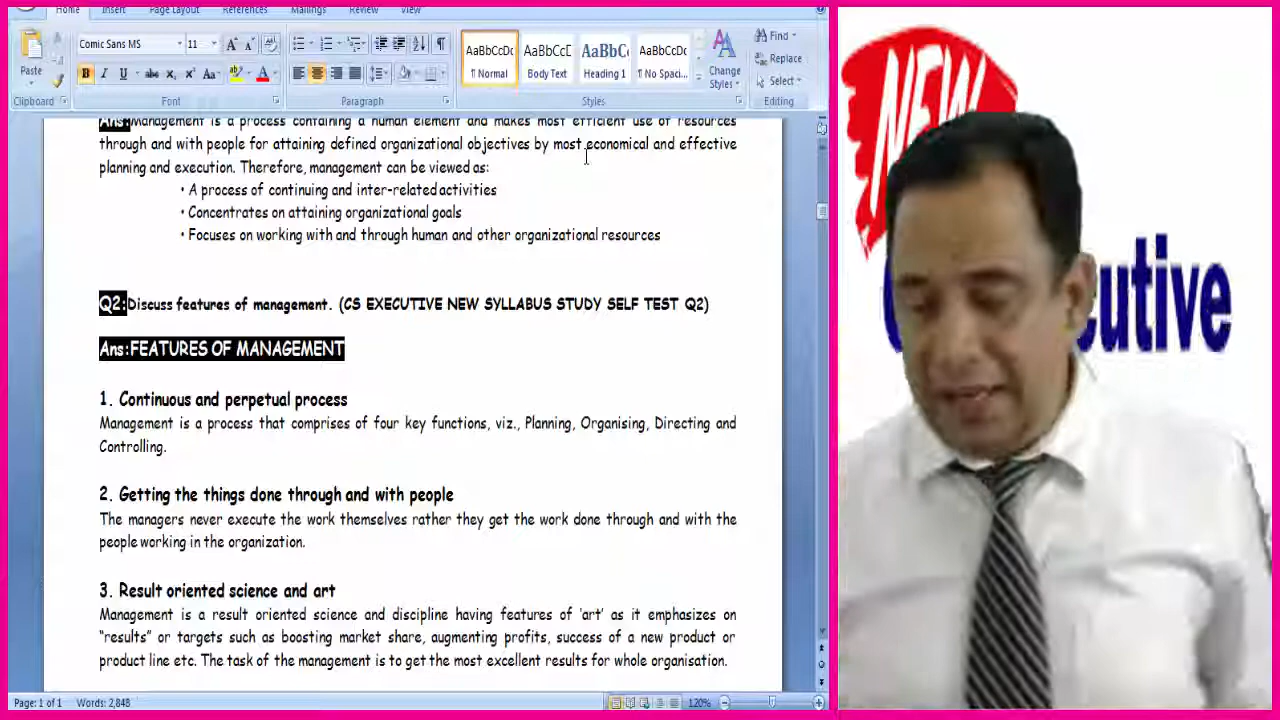 Home Page Layout References Mailings Review View
Comic Sans MS 11
AaBbCcDc AaBbCcD AaBbC AaBbCcDc
Find
Replace
Select
Paste
B I U abc Aa A
¶ Normal Body Text Heading 1 ¶ No Spaci...
Change
Styles
Clipboard Font Paragraph Styles Editing
Ans:Management is a process containing a human element and makes most efficient use of resources
through and with people for attaining defined organizational objectives by most economical and effective
planning and execution. Therefore, management can be viewed as:
• A process of continuing and inter-related activities
• Concentrates on attaining organizational goals
• Focuses on working with and through human and other organizational resources
Q2:Discuss features of management. (CS EXECUTIVE NEW SYLLABUS STUDY SELF TEST Q2)
Ans:FEATURES OF MANAGEMENT
1. Continuous and perpetual process
Management is a process that comprises of four key functions, viz., Planning, Organising, Directing and
Controlling.
2. Getting the things done through and with people
The managers never execute the work themselves rather they get the work done through and with the
people working in the organization.
3. Result oriented science and art
Management is a result oriented science and discipline having features of 'art' as it emphasizes on
"results" or targets such as boosting market share, augmenting profits, success of a new product or
product line etc. The task of the management is to get the most excellent results for whole organisation.
Page: 1 of 1 Words: 2,848 120%
NEW
cutive